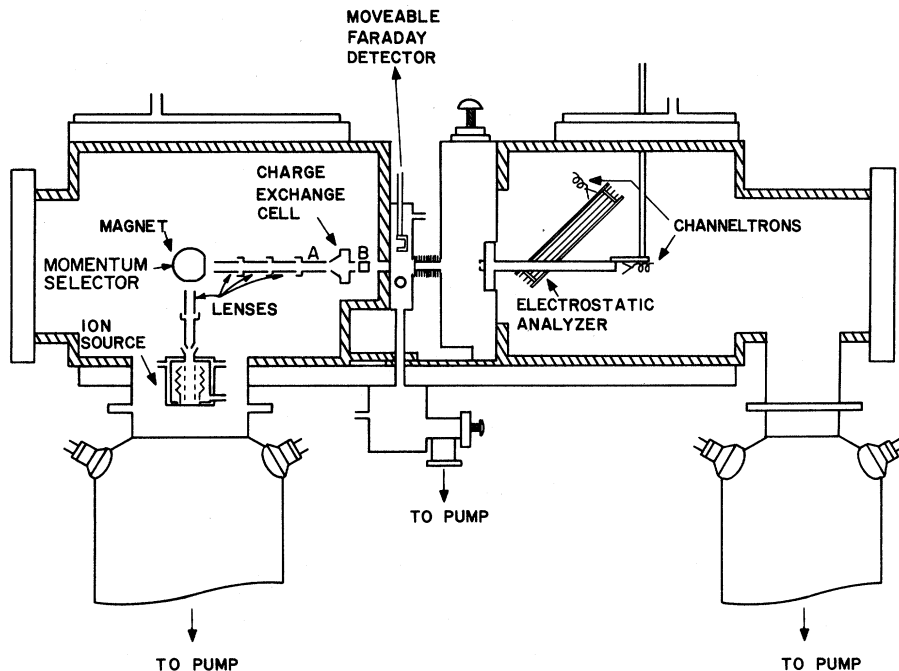 MOVEABLE
FARADAY
DETECTOR
CHARGE
EXCHANGE
CELL
MAGNET
MOMENTUM
SELECTOR
A
B
LENSES
ION
SOURCE
CHANNELTRONS
ELECTROSTATIC
ANALYZER
TO PUMP
TO PUMP
TO PUMP